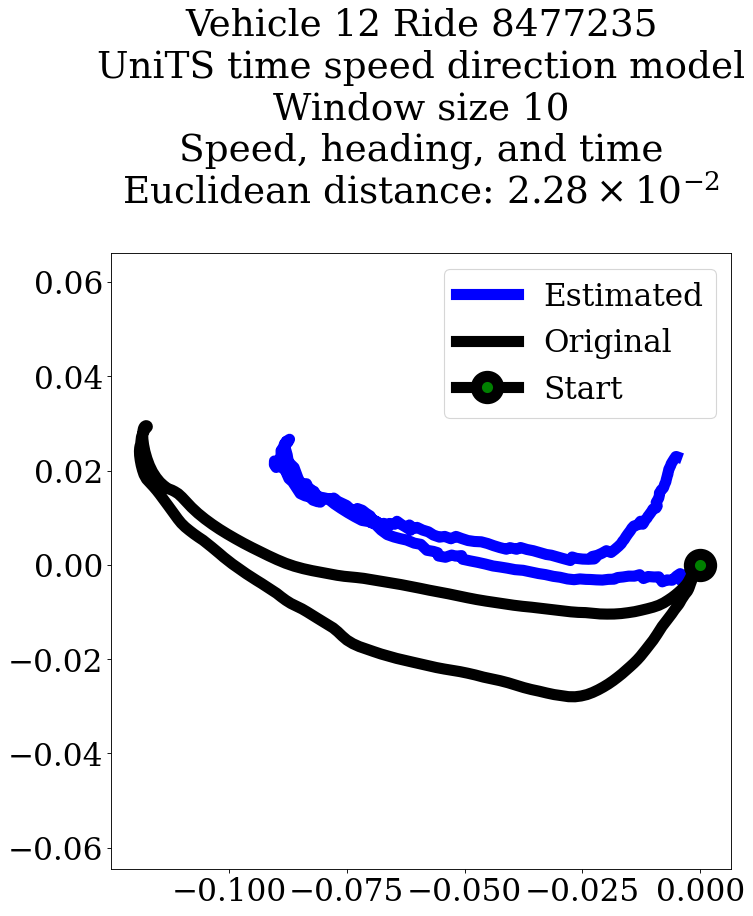 Vehicle 12 Ride 8477235
UniTS time speed direction model
Window size 10
Speed, heading, and time
Euclidean distance: 2.28 × 10⁻²
Estimated
Original
Start
0.06
0.04
0.02
0.00
−0.02
−0.04
−0.06
−0.100 −0.075 −0.050 −0.025 0.000